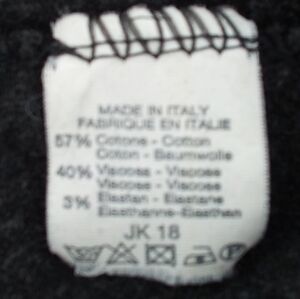 MADE IN ITALY
FABRIQUE EN ITALIE
57% Cotone - Cotton
Coton - Baumwolle
40% Viscosa - Viscose
Viscose - Viscose
3% Elastan - Elastane
Elasthanne-Elasthan
JK 18